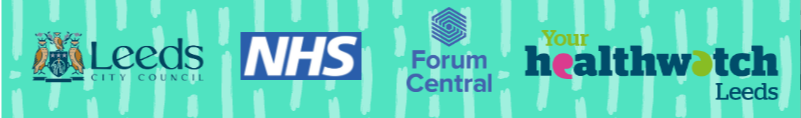 Leeds
CITY COUNCIL
NHS
Forum
Central
Your
healthwatch
Leeds